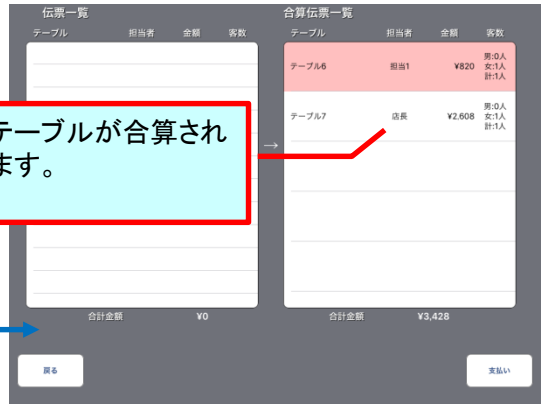 伝票一覧
テーブル 担当者 金額 客数
合算伝票一覧
テーブル 担当者 金額 客数
テーブル6 担当1 ¥820 男:0人
女:1人
計:1人
テーブル7 店長 ¥2,608 男:0人
女:1人
計:1人
テーブルが合算され
ます。
→
合計金額 ¥0
合計金額 ¥3,428
戻る
支払い